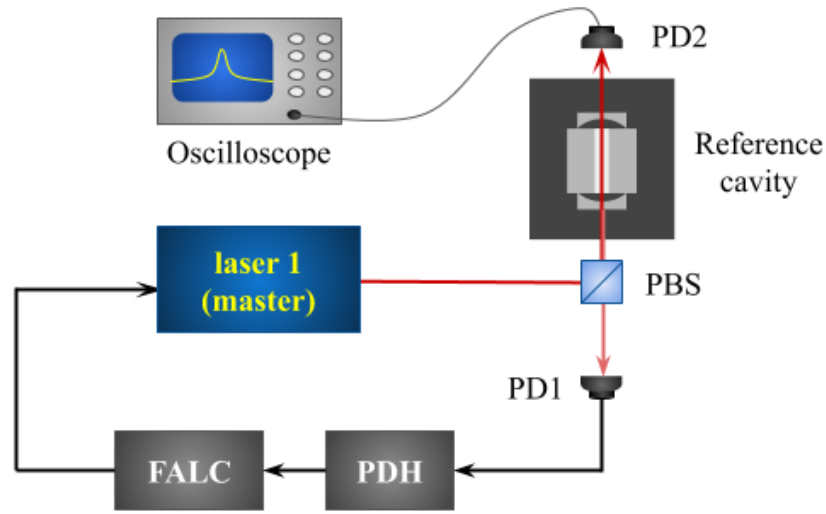 PD2
Oscilloscope
Reference
cavity
laser 1
(master)
PBS
PD1
FALC
PDH